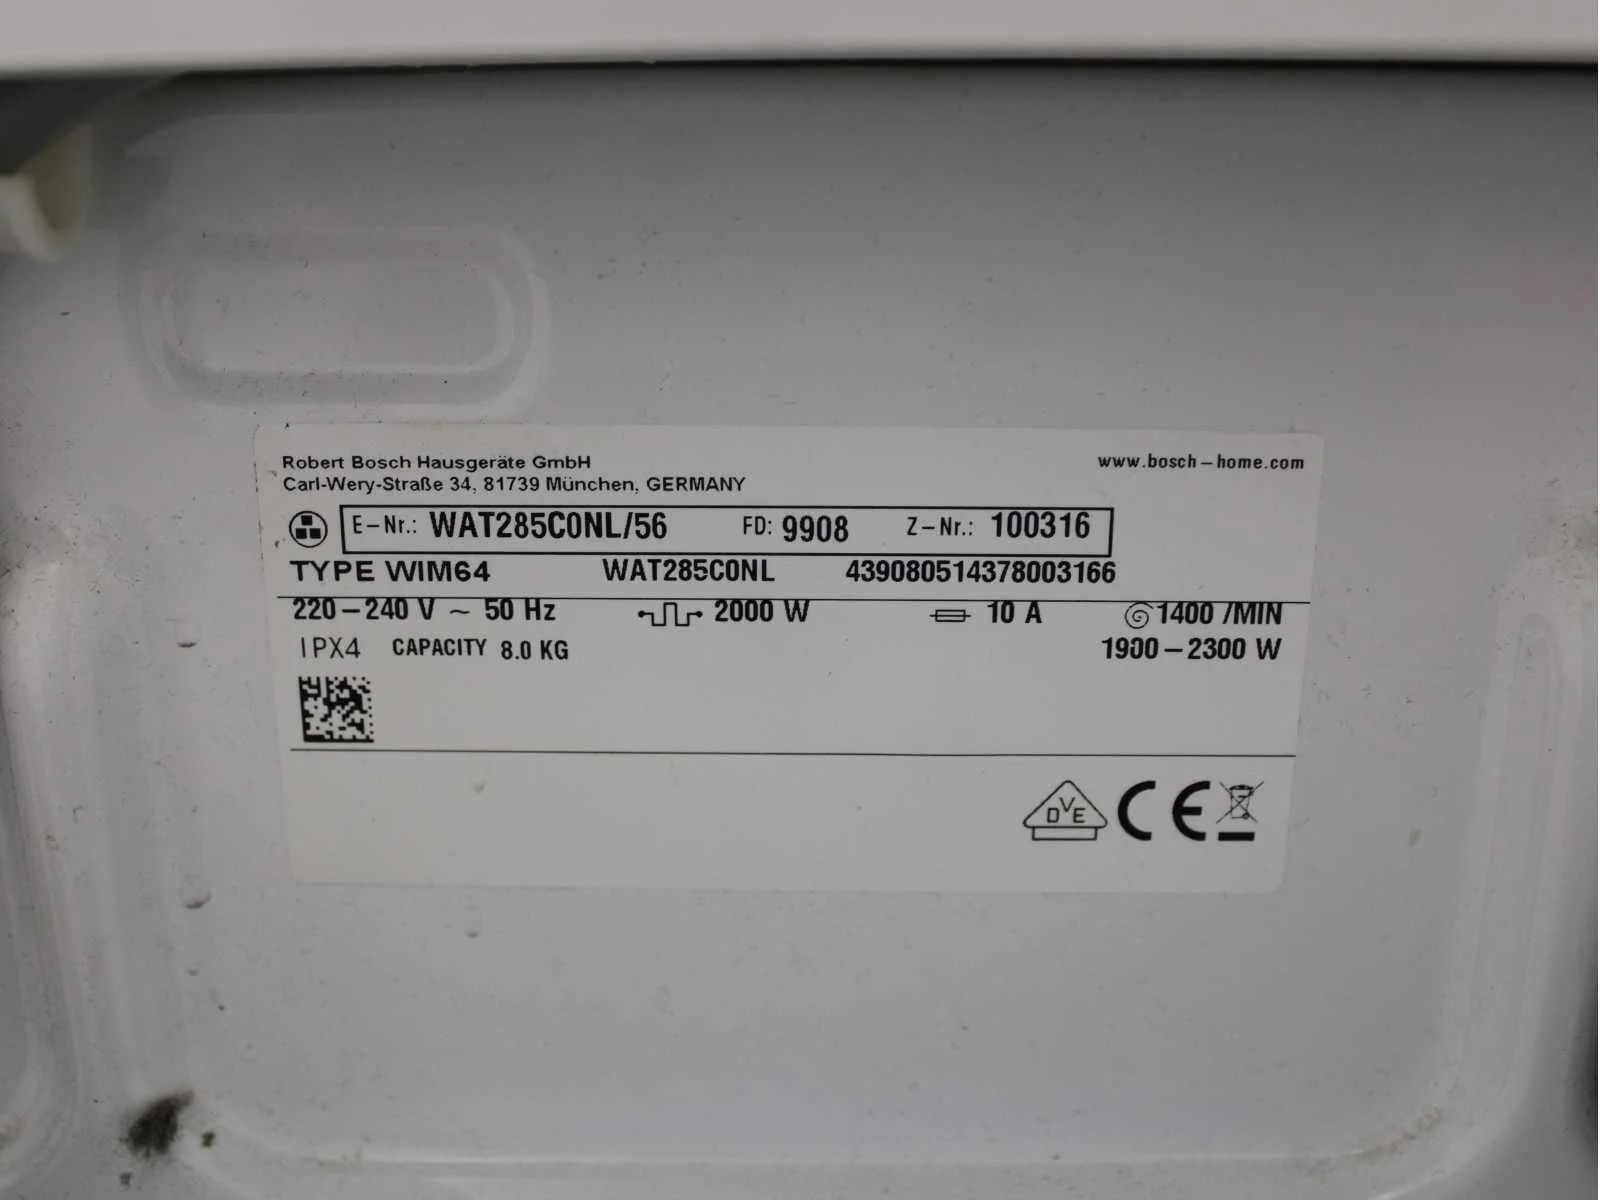 Robert Bosch Hausgeräte GmbH www.bosch-home.com
Carl-Wery-Straße 34, 81739 München, GERMANY
E-Nr.: WAT285C0NL/56 FD: 9908 Z-Nr.: 100316
TYPE WIM64 WAT285C0NL 439080514378003166
220-240 V ~ 50 Hz 2000 W 10 A 1400 /MIN
IPX4 CAPACITY 8.0 KG 1900-2300 W
DVE CE